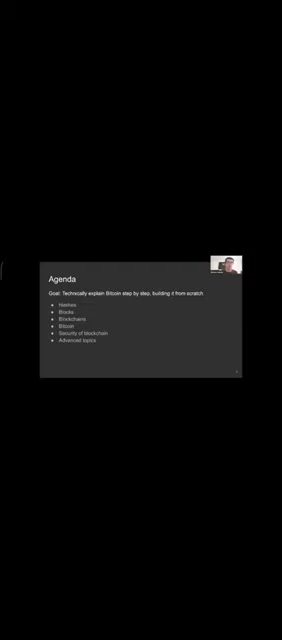 Agenda
Goal: Technically explain Bitcoin step by step, building it from scratch.
● Hashes
● Blocks
● Blockchains
● Bitcoin
● Security of blockchain
● Advanced topics